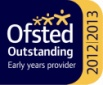 Ofsted
Outstanding
Early years provider
2012|2013